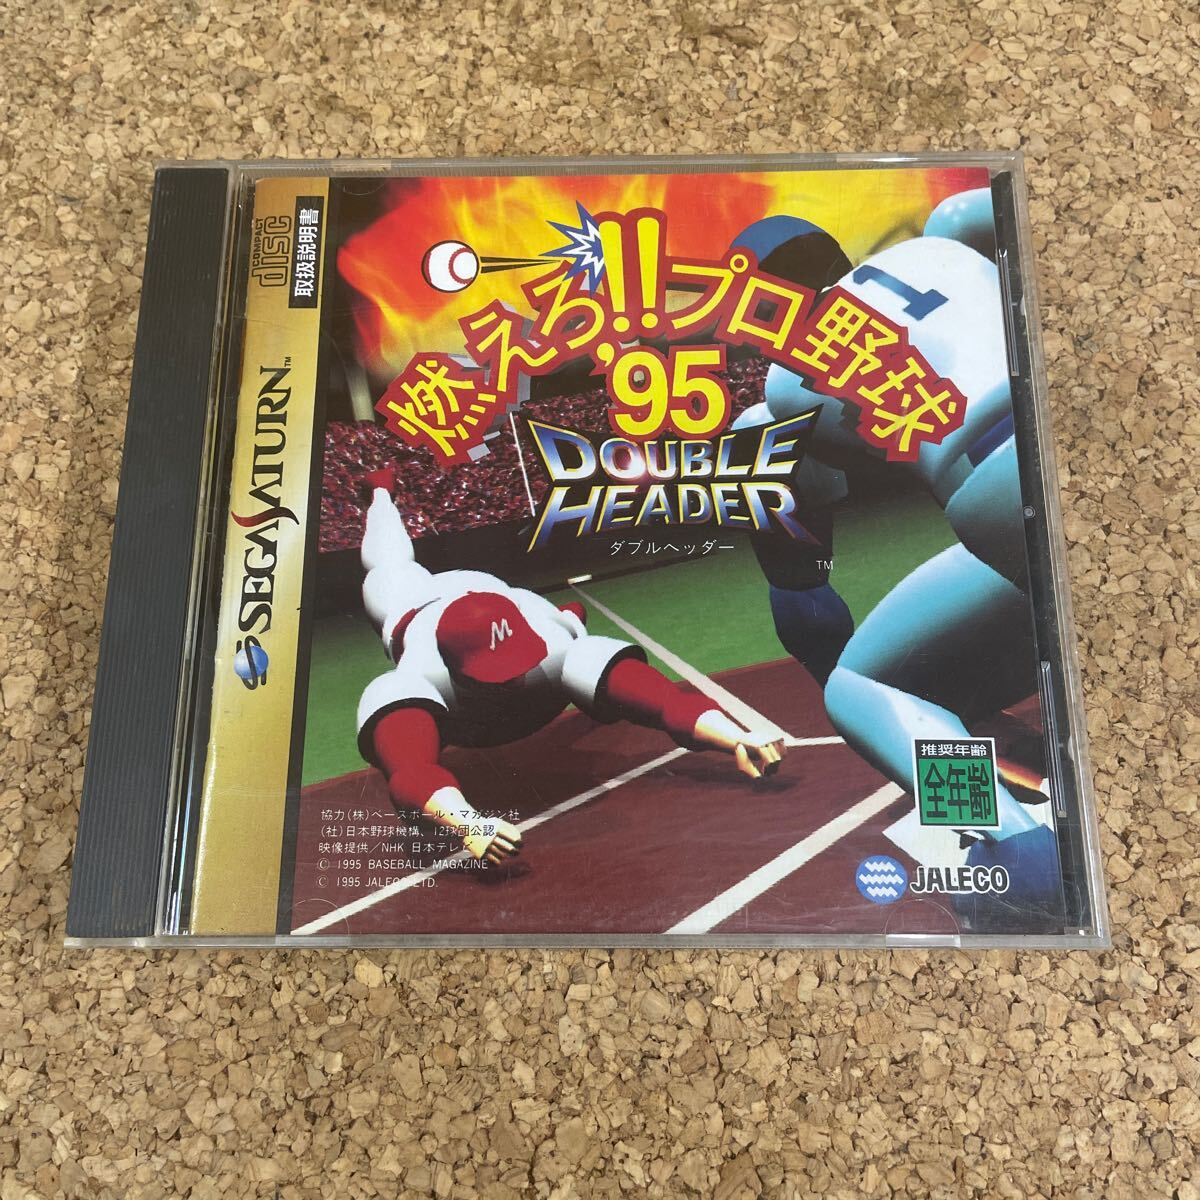 COMPACT
disc
取扱説明書
SEGA SATURN™
燃えろ!!プロ野球
'95
DOUBLE
HEADER
ダブルヘッダー
TM
1
M
推奨年齢
全年齢
協力(株)ベースボール・マガジン社
(社)日本野球機構、12球団公認
映像提供/NHK 日本テレビ
© 1995 BASEBALL MAGAZINE
© 1995 JALECO LTD.
JALECO